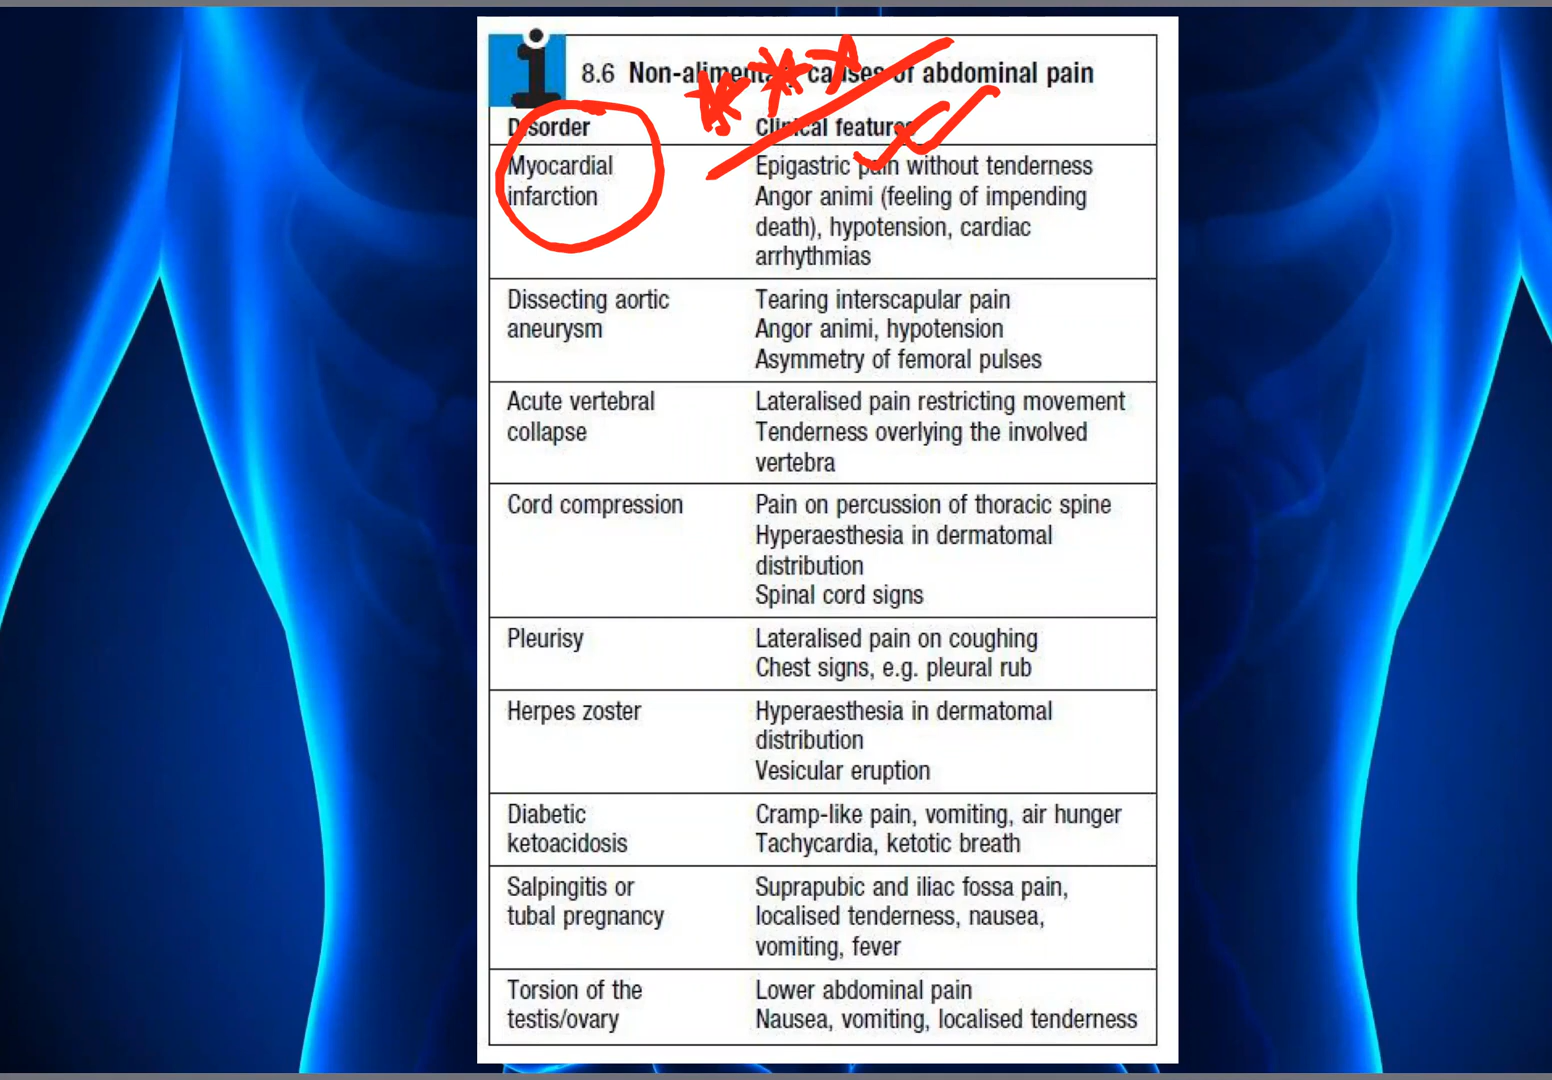 8.6 Non-alimentary causes of abdominal pain
Disorder Clinical features
Myocardial infarction
Epigastric pain without tenderness
Angor animi (feeling of impending
death), hypotension, cardiac
arrhythmias
Dissecting aortic
aneurysm
Tearing interscapular pain
Angor animi, hypotension
Asymmetry of femoral pulses
Acute vertebral
collapse
Lateralised pain restricting movement
Tenderness overlying the involved
vertebra
Cord compression
Pain on percussion of thoracic spine
Hyperaesthesia in dermatomal
distribution
Spinal cord signs
Pleurisy
Lateralised pain on coughing
Chest signs, e.g. pleural rub
Herpes zoster
Hyperaesthesia in dermatomal
distribution
Vesicular eruption
Diabetic
ketoacidosis
Cramp-like pain, vomiting, air hunger
Tachycardia, ketotic breath
Salpingitis or
tubal pregnancy
Suprapubic and iliac fossa pain,
localised tenderness, nausea,
vomiting, fever
Torsion of the
testis/ovary
Lower abdominal pain
Nausea, vomiting, localised tenderness